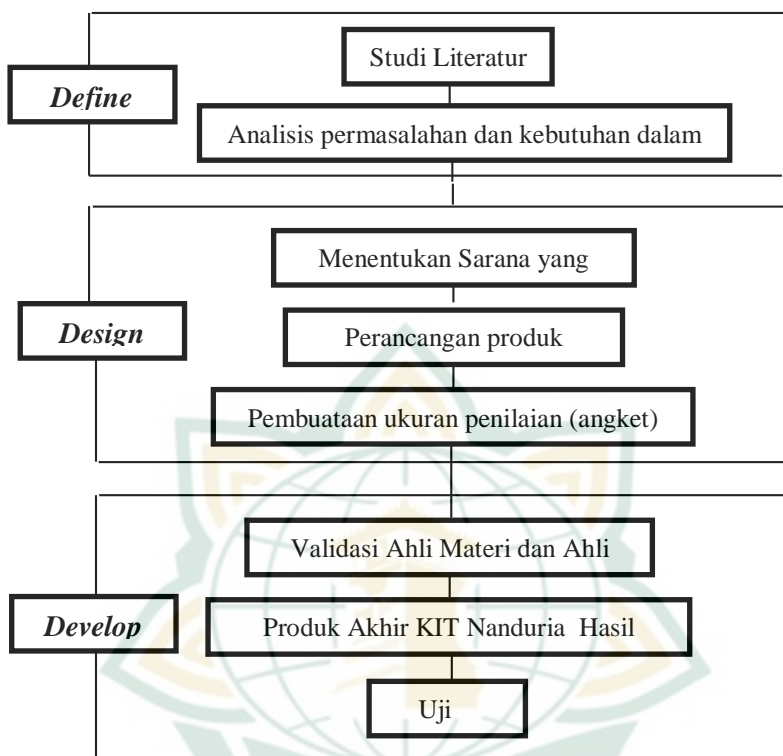 Studi Literatur
Define
Analisis permasalahan dan kebutuhan dalam
Menentukan Sarana yang
Design
Perancangan produk
Pembuataan ukuran penilaian (angket)
Validasi Ahli Materi dan Ahli
Develop
Produk Akhir KIT Nanduria Hasil
Uji